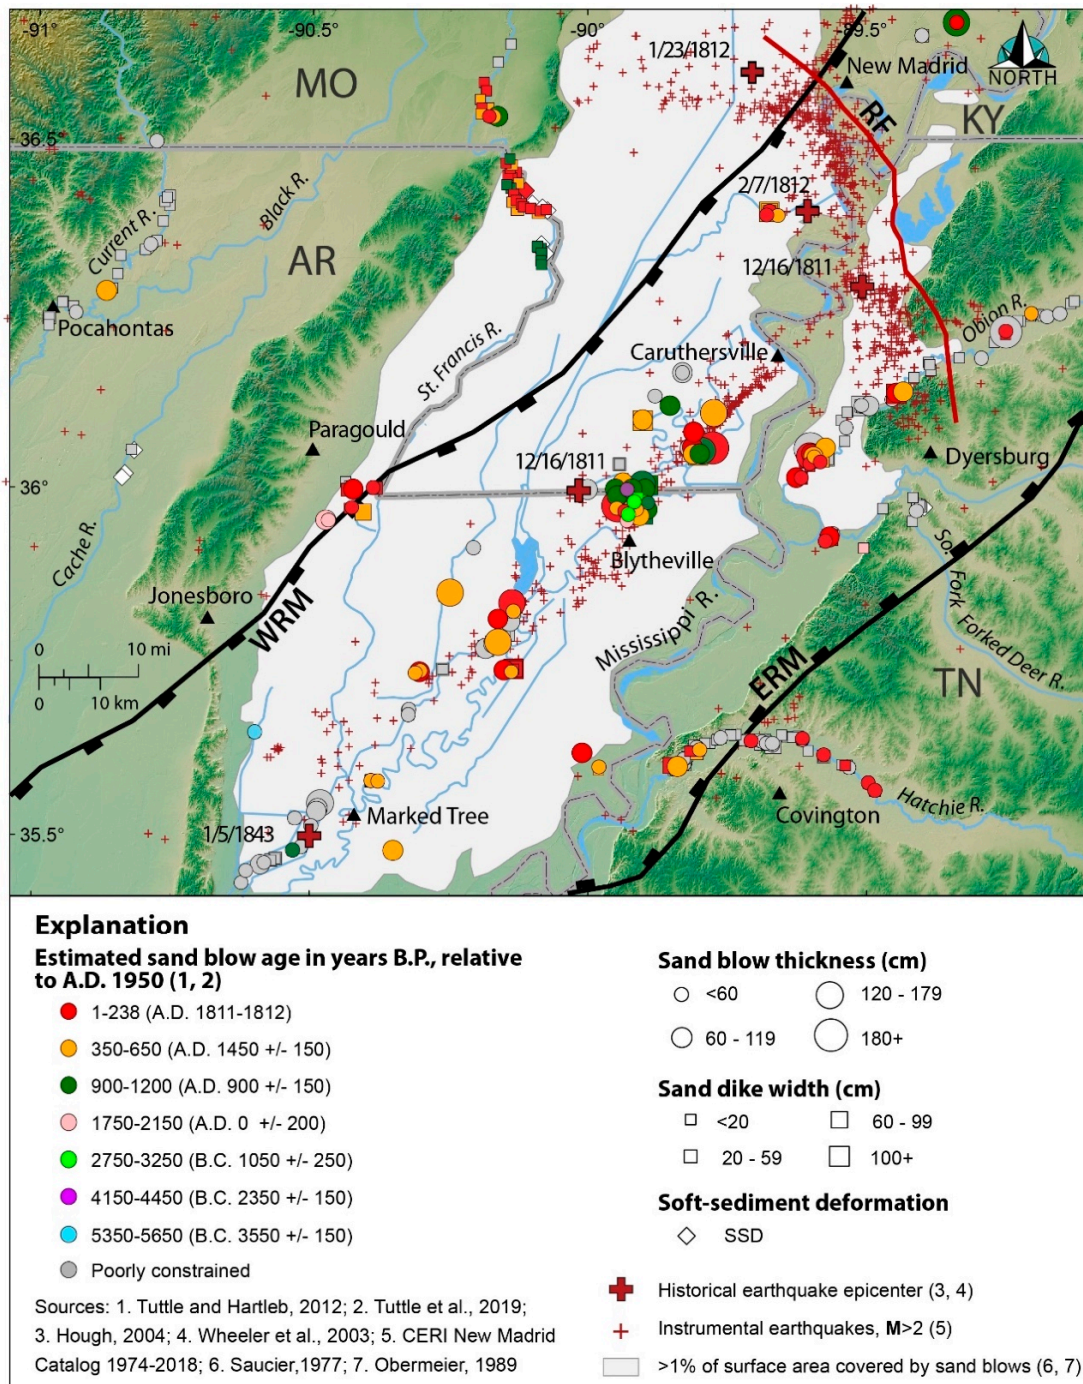 -91° -90.5° -90° -89.5°
1/23/1812
New Madrid
NORTH
MO
RF
KY
36.5°
2/7/1812
Black R.
Current R.
AR
12/16/1811
Obion R.
Pocahontas
St. Francis R.
Caruthersville
Paragould
12/16/1811
Dyersburg
36°
Cache R.
Blytheville
So. Fork Forked Deer R.
Jonesboro
WRM
Mississippi R.
0 10 mi
0 10 km
ERM
TN
Covington
Hatchie R.
Marked Tree
35.5°
1/5/1843
Explanation
Estimated sand blow age in years B.P., relative
to A.D. 1950 (1, 2)
1-238 (A.D. 1811-1812)
350-650 (A.D. 1450 +/- 150)
900-1200 (A.D. 900 +/- 150)
1750-2150 (A.D. 0 +/- 200)
2750-3250 (B.C. 1050 +/- 250)
4150-4450 (B.C. 2350 +/- 150)
5350-5650 (B.C. 3550 +/- 150)
Poorly constrained
Sources: 1. Tuttle and Hartleb, 2012; 2. Tuttle et al., 2019;
3. Hough, 2004; 4. Wheeler et al., 2003; 5. CERI New Madrid
Catalog 1974-2018; 6. Saucier,1977; 7. Obermeier, 1989
Sand blow thickness (cm)
<60 120 - 179
60 - 119 180+
Sand dike width (cm)
<20 60 - 99
20 - 59 100+
Soft-sediment deformation
SSD
Historical earthquake epicenter (3, 4)
Instrumental earthquakes, M>2 (5)
>1% of surface area covered by sand blows (6, 7)